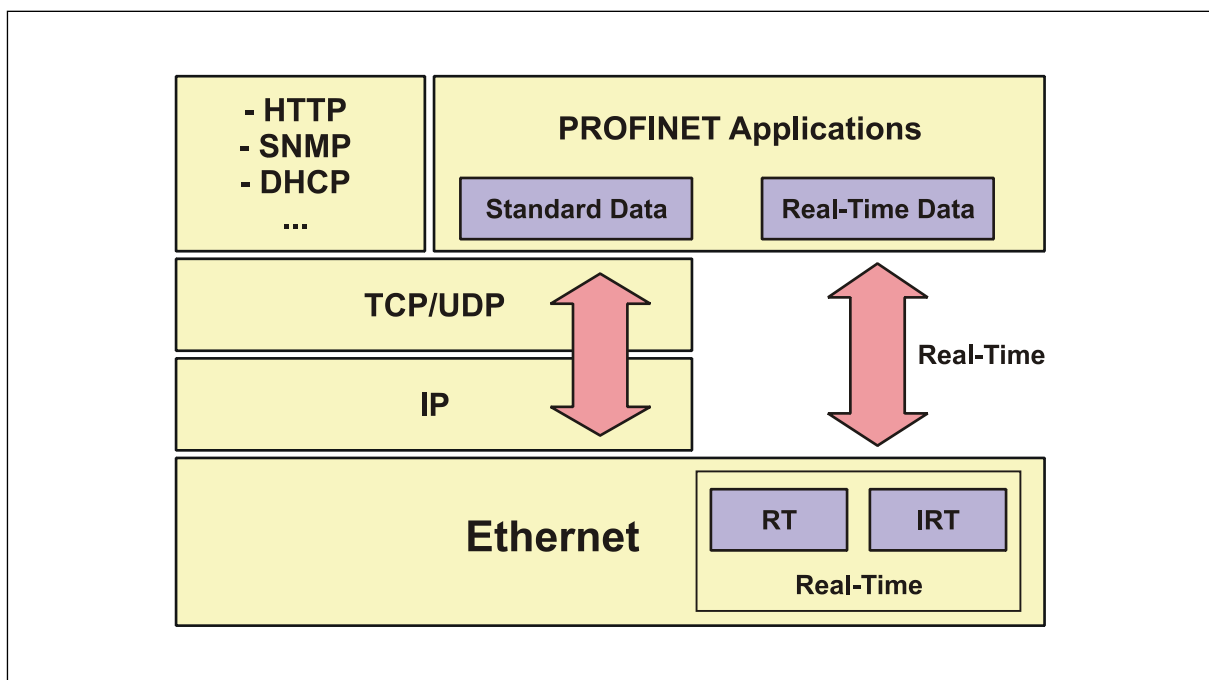 - HTTP
- SNMP
- DHCP
...
PROFINET Applications
Standard Data
Real-Time Data
TCP/UDP
Real-Time
IP
Ethernet
RT
IRT
Real-Time